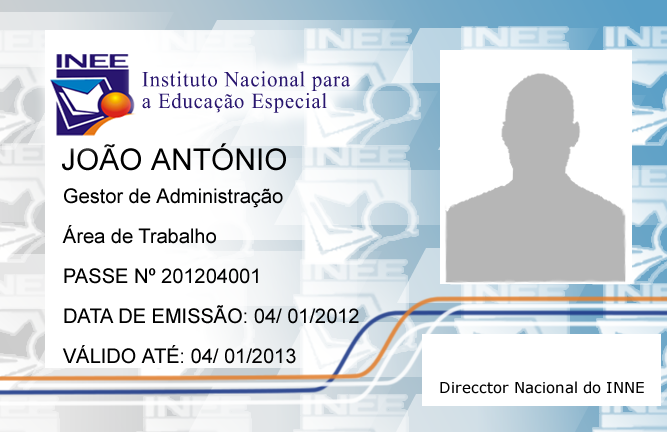 INEE
Instituto Nacional para
a Educação Especial
JOÃO ANTÓNIO
Gestor de Administração
Área de Trabalho
PASSE Nº 201204001
DATA DE EMISSÃO: 04/ 01/2012
VÁLIDO ATÉ: 04/ 01/2013
Direcctor Nacional do INNE